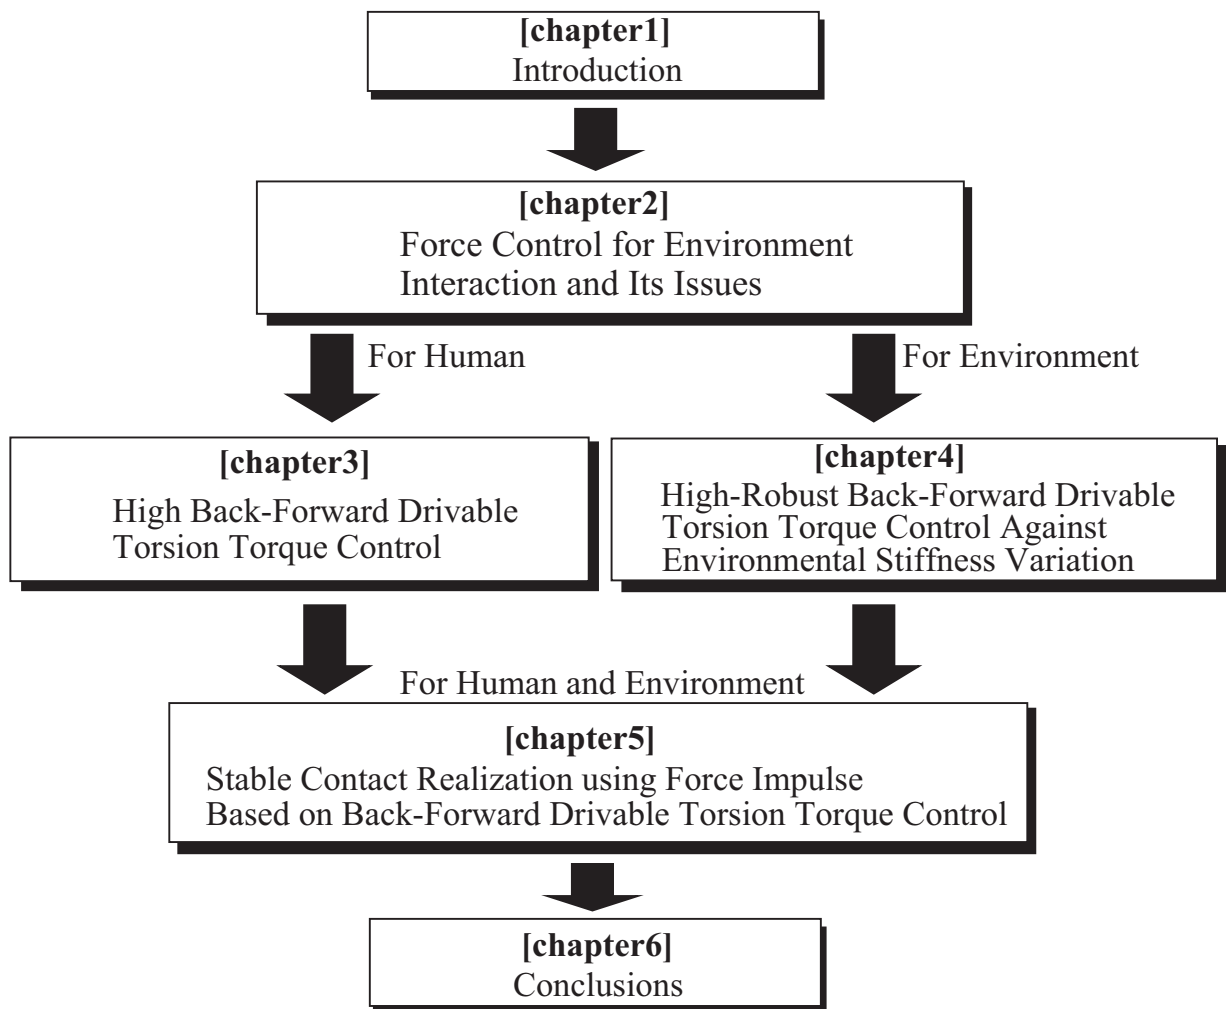 [chapter1]
Introduction
[chapter2]
Force Control for Environment
Interaction and Its Issues
For Human
For Environment
[chapter3]
High Back-Forward Drivable
Torsion Torque Control
[chapter4]
High-Robust Back-Forward Drivable
Torsion Torque Control Against
Environmental Stiffness Variation
For Human and Environment
[chapter5]
Stable Contact Realization using Force Impulse
Based on Back-Forward Drivable Torsion Torque Control
[chapter6]
Conclusions